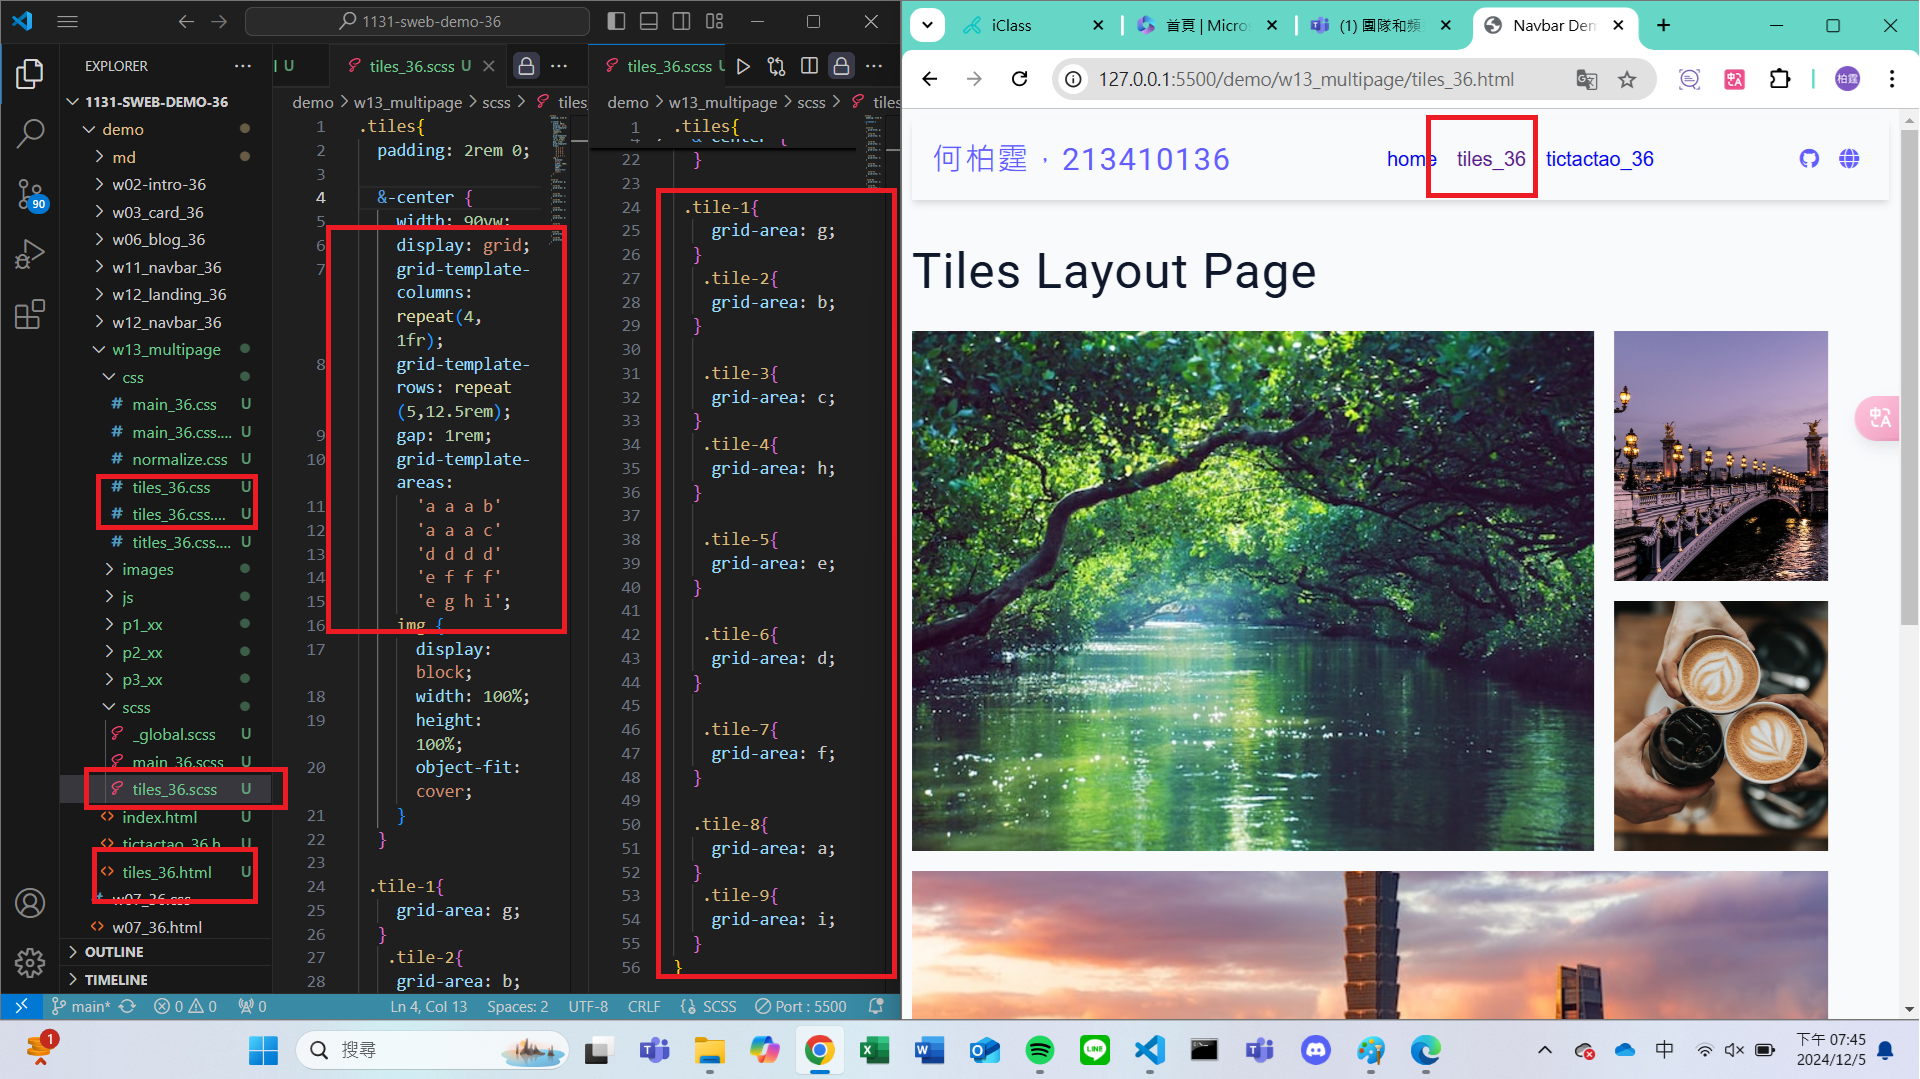 1131-sweb-demo-36
EXPLORER
1131-SWEB-DEMO-36
demo
md
w02-intro-36
w03_card_36
w06_blog_36
w11_navbar_36
w12_landing_36
w12_navbar_36
w13_multipage
css
main_36.css U
main_36.css.... U
normalize.css U
tiles_36.css U
tiles_36.css.... U
titles_36.css.... U
images
js
p1_xx
p2_xx
p3_xx
scss
_global.scss U
main_36.scss U
tiles_36.scss U
index.html U
tictactao_36.h... U
tiles_36.html U
w07_36.css
w07_36.html
OUTLINE
TIMELINE
90
U
tiles_36.scss U
demo > w13_multipage > scss > tiles_
1 .tiles{
2 padding: 2rem 0;
3
4 &-center {
5 width: 90vw;
6 display: grid;
7 grid-template-
columns:
repeat(4,
1fr);
8 grid-template-
rows: repeat
(5,12.5rem);
9 gap: 1rem;
10 grid-template-
areas:
11 'a a a b'
12 'a a a c'
13 'd d d d'
14 'e f f f'
15 'e g h i';
16 img {
17 display:
block;
18 width: 100%;
19 height:
100%;
20 object-fit:
cover;
21 }
22 }
23
24 .tile-1{
25 grid-area: g;
26 }
27 .tile-2{
28 grid-area: b;
tiles_36.scss U
demo > w13_multipage > scss > tiles
1 .tiles{
4 &-center {
22 }
23
24 .tile-1{
25 grid-area: g;
26 }
27 .tile-2{
28 grid-area: b;
29 }
30
31 .tile-3{
32 grid-area: c;
33 }
34 .tile-4{
35 grid-area: h;
36 }
37
38 .tile-5{
39 grid-area: e;
40 }
41
42 .tile-6{
43 grid-area: d;
44 }
45
46 .tile-7{
47 grid-area: f;
48 }
49
50 .tile-8{
51 grid-area: a;
52 }
53 .tile-9{
54 grid-area: i;
55 }
56 }
main* 0 0 0 Ln 4, Col 13 Spaces: 2 UTF-8 CRLF {} SCSS Port : 5500
iClass
首頁 | Micro
(1) 團隊和頻
Navbar Den
127.0.0.1:5500/demo/w13_multipage/tiles_36.html
柏霆
何柏霆，213410136
home tiles_36 tictactao_36
Tiles Layout Page
1
搜尋
中
下午 07:45
2024/12/5